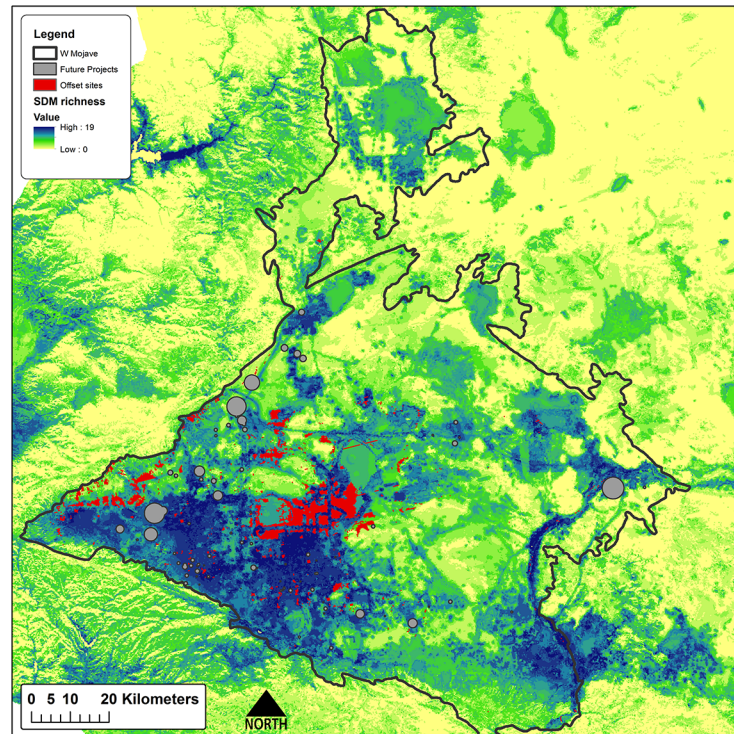 Legend
W Mojave
Future Projects
Offset sites
SDM richness
Value
High : 19
Low : 0
0 5 10 20 Kilometers
NORTH